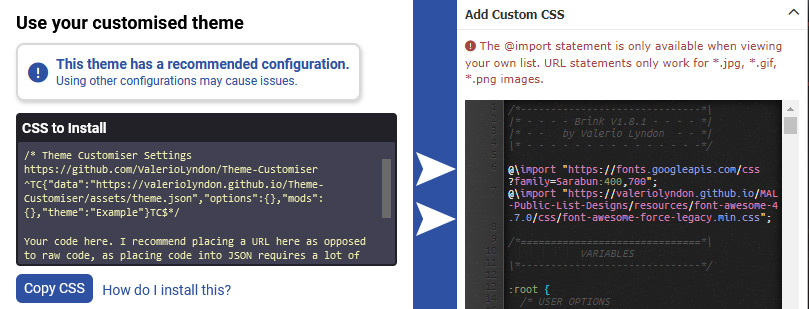 Use your customised theme
This theme has a recommended configuration.
Using other configurations may cause issues.
CSS to Install
/* Theme Customiser Settings
https://github.com/ValerioLyndon/Theme-Customiser
^TC{"data":"https://valeriolyndon.github.io/Theme-
Customiser/assets/theme.json","options":{},"mods":
{},"theme":"Example"}TC$*/
Your code here. I recommend placing a URL here as opposed
to raw code, as placing code into JSON requires a lot of
Copy CSS
How do I install this?
Add Custom CSS
The @import statement is only available when viewing
your own list. URL statements only work for *.jpg, *.gif,
*.png images.
/*-----------------------------*\
|* - - - - Brink V1.8.1 - - - - *|
|* - - by Valerio Lyndon - - *|
\*-----------------------------*/
@\import "https://fonts.googleapis.com/css
?family=Sarabun:400,700";
@\import "https://valeriolyndon.github.io/MAL
-Public-List-Designs/resources/font-awesome-4
.7.0/css/font-awesome-force-legacy.min.css";
/*=============================*\
VARIABLES
\*-----------------------------*/
:root {
/* USER OPTIONS